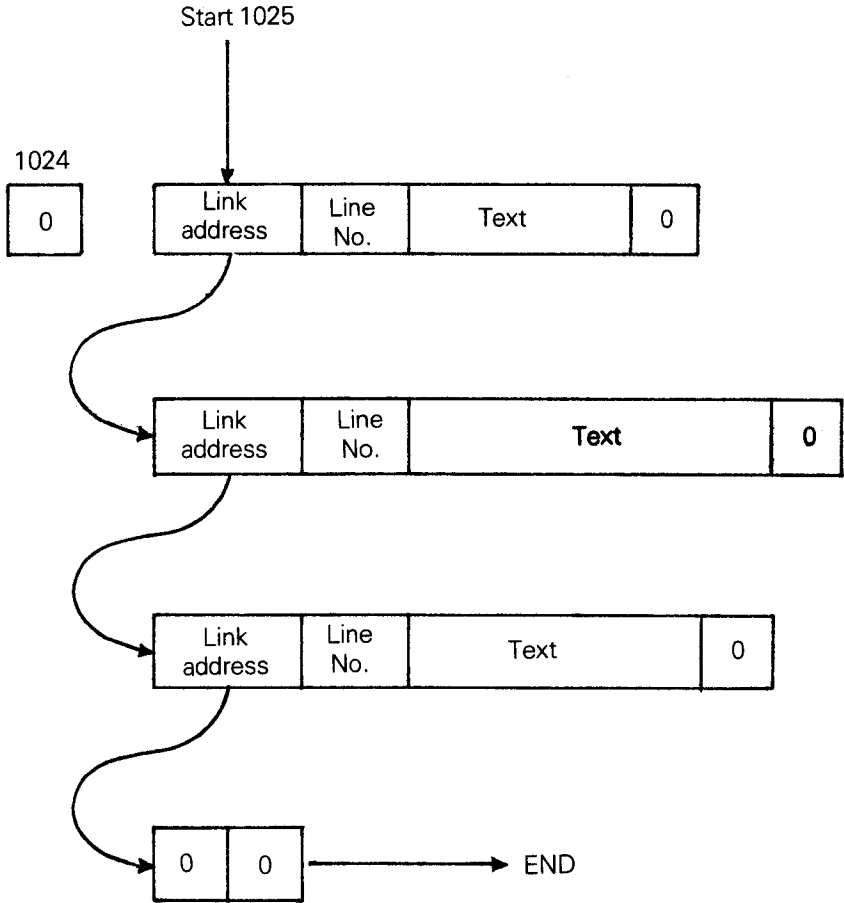 Start 1025
1024
0
Link
address
Line
No.
Text
0
Link
address
Line
No.
Text
0
Link
address
Line
No.
Text
0
0
0
END